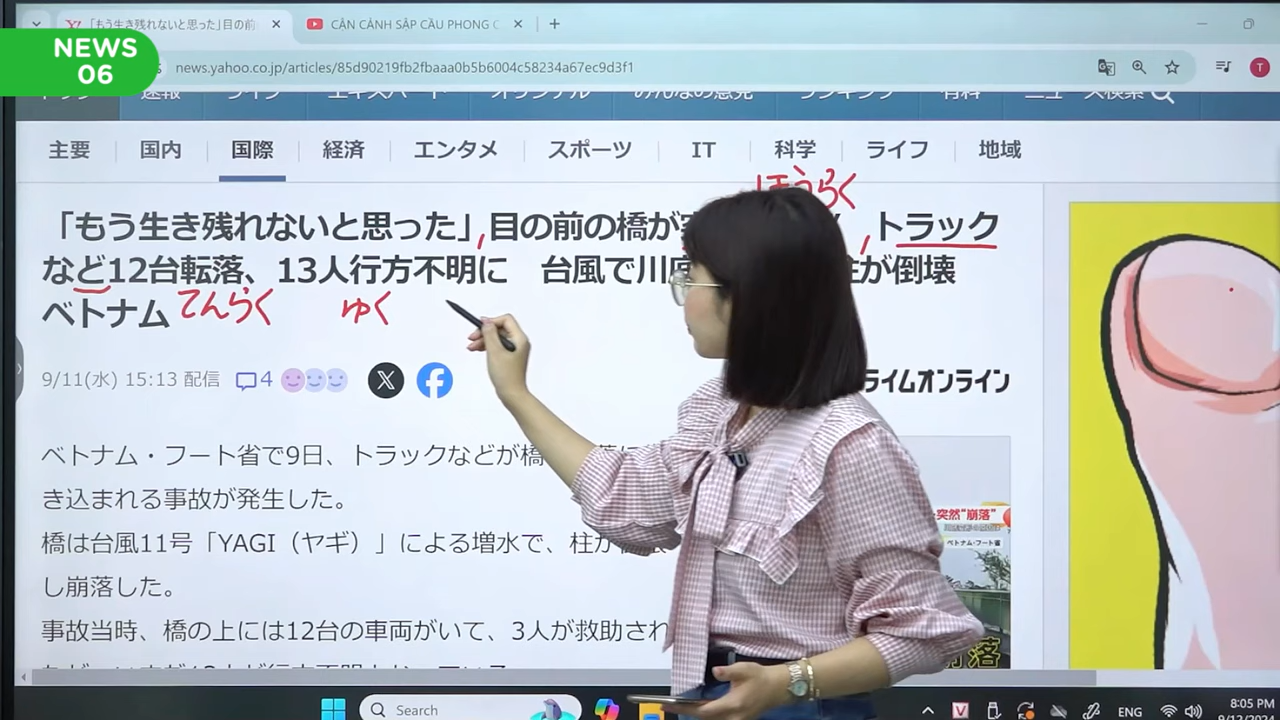 NEWS
06
「もう生き残れないと思った」目の前
CẬN CẢNH SẬP CẦU PHONG C
news.yahoo.co.jp/articles/85d90219fb2fbaaa0b5b6004c58234a67ec9d3f1
T
主要 国内 国際 経済 エンタメ スポーツ IT 科学 ライフ 地域
ほうらく
「もう生き残れないと思った」目の前の橋が トラック
など12台転落、13人行方不明に 台風で川底 柱が倒壊
ベトナム
てんらく ゆく
9/11(水) 15:13 配信 4
ライムオンライン
ベトナム・フート省で9日、トラックなどが橋
き込まれる事故が発生した。
橋は台風11号「YAGI（ヤギ）」による増水で、柱が
し崩落した。
事故当時、橋の上には12台の車両がいて、3人が救助され
突然"崩落"
ベトナム・フート省
Search
ENG
8:05 PM